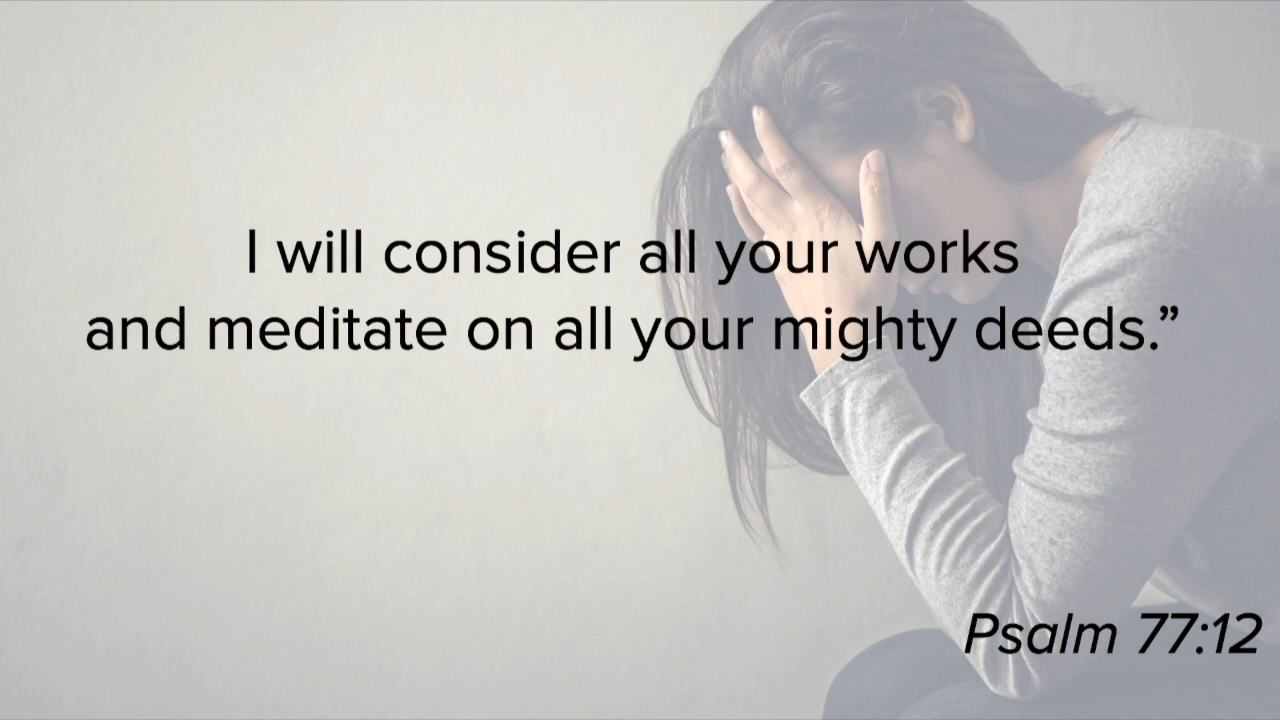 I will consider all your works
and meditate on all your mighty deeds.”
Psalm 77:12